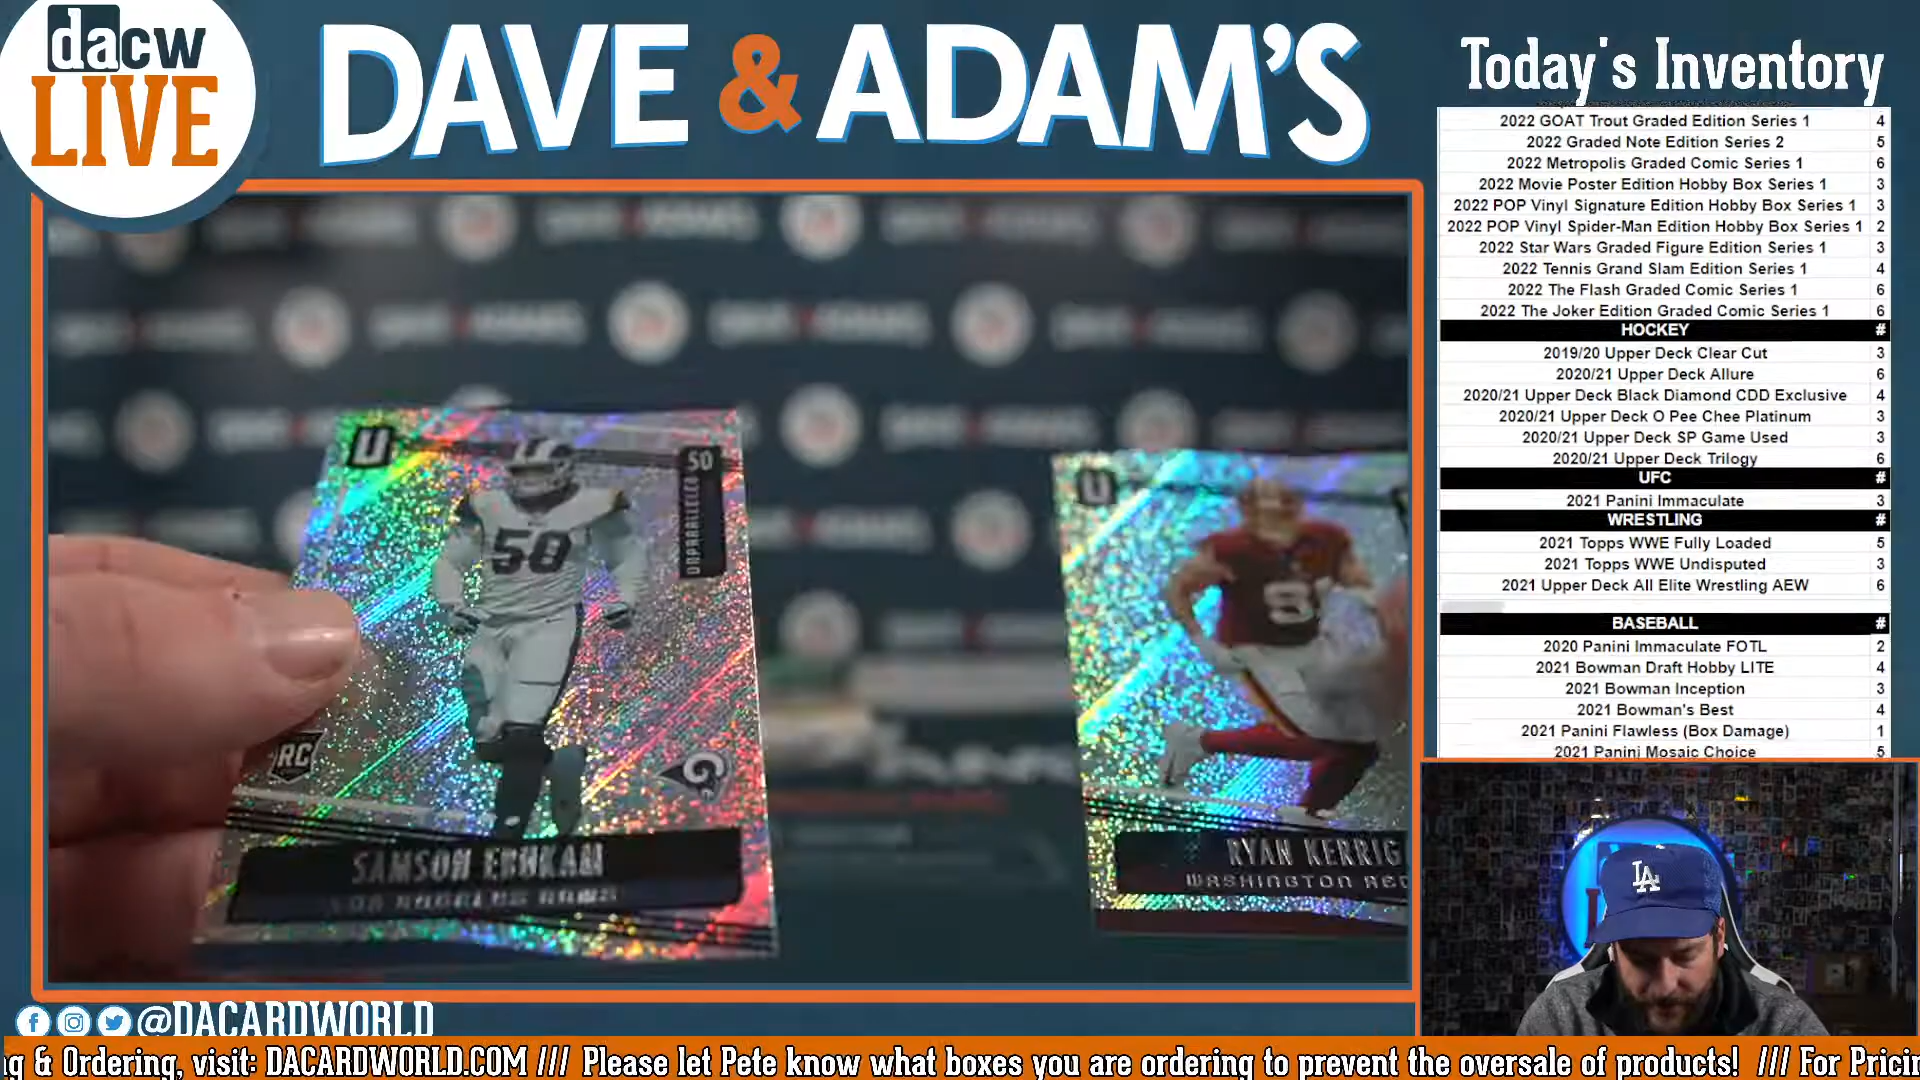 dacw
LIVE
DAVE & ADAM'S
Today's Inventory
2022 GOAT Trout Graded Edition Series 1 4
2022 Graded Note Edition Series 2 5
2022 Metropolis Graded Comic Series 1 6
2022 Movie Poster Edition Hobby Box Series 1 3
2022 POP Vinyl Signature Edition Hobby Box Series 1 3
2022 POP Vinyl Spider-Man Edition Hobby Box Series 1 2
2022 Star Wars Graded Figure Edition Series 1 3
2022 Tennis Grand Slam Edition Series 1 4
2022 The Flash Graded Comic Series 1 6
2022 The Joker Edition Graded Comic Series 1 6
HOCKEY #
2019/20 Upper Deck Clear Cut 3
2020/21 Upper Deck Allure 6
2020/21 Upper Deck Black Diamond CDD Exclusive 4
2020/21 Upper Deck O Pee Chee Platinum 3
2020/21 Upper Deck SP Game Used 3
2020/21 Upper Deck Trilogy 6
UFC #
2021 Panini Immaculate 3
WRESTLING #
2021 Topps WWE Fully Loaded 5
2021 Topps WWE Undisputed 3
2021 Upper Deck All Elite Wrestling AEW 6
BASEBALL #
2020 Panini Immaculate FOTL 2
2021 Bowman Draft Hobby LITE 4
2021 Bowman Inception 3
2021 Bowman's Best 4
2021 Panini Flawless (Box Damage) 1
2021 Panini Mosaic Choice 5
U
50
UNPARALLELED
50
RC
SAMSON EBUKAM
LOS ANGELES RAMS
U
RYAN KERRIG
WASHINGTON RED
LA
@DACARDWORLD
g & Ordering, visit: DACARDWORLD.COM /// Please let Pete know what boxes you are ordering to prevent the oversale of products! /// For Pricin